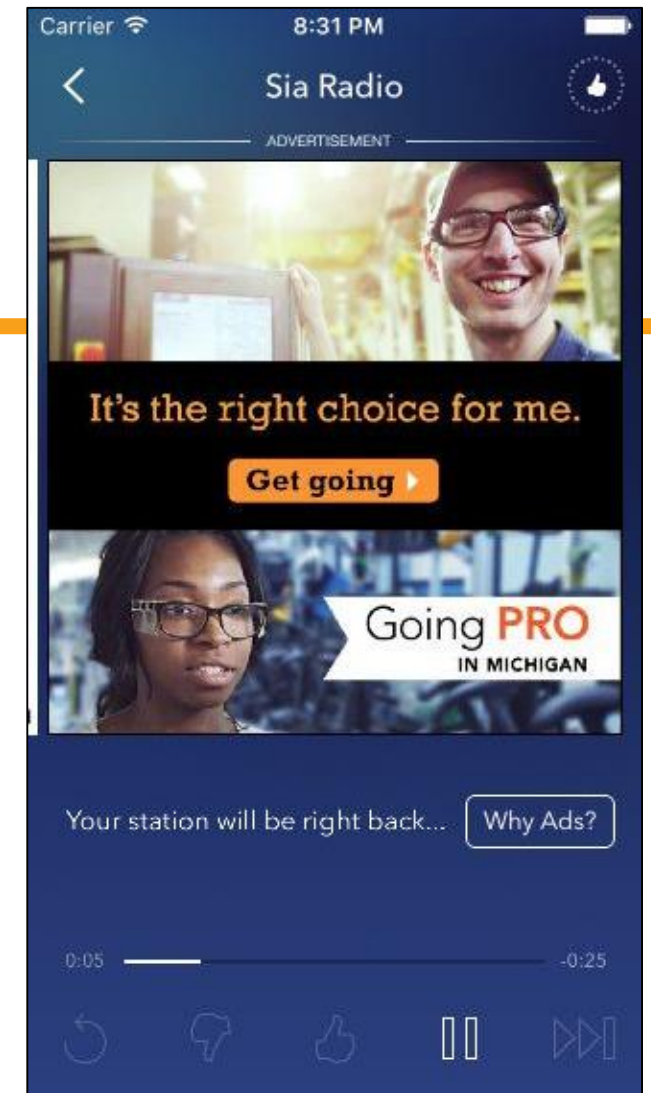 Carrier 8:31 PM
Sia Radio
ADVERTISEMENT
It's the right choice for me.
Get going
Going PRO
IN MICHIGAN
Your station will be right back... Why Ads?
0:05 -0:25